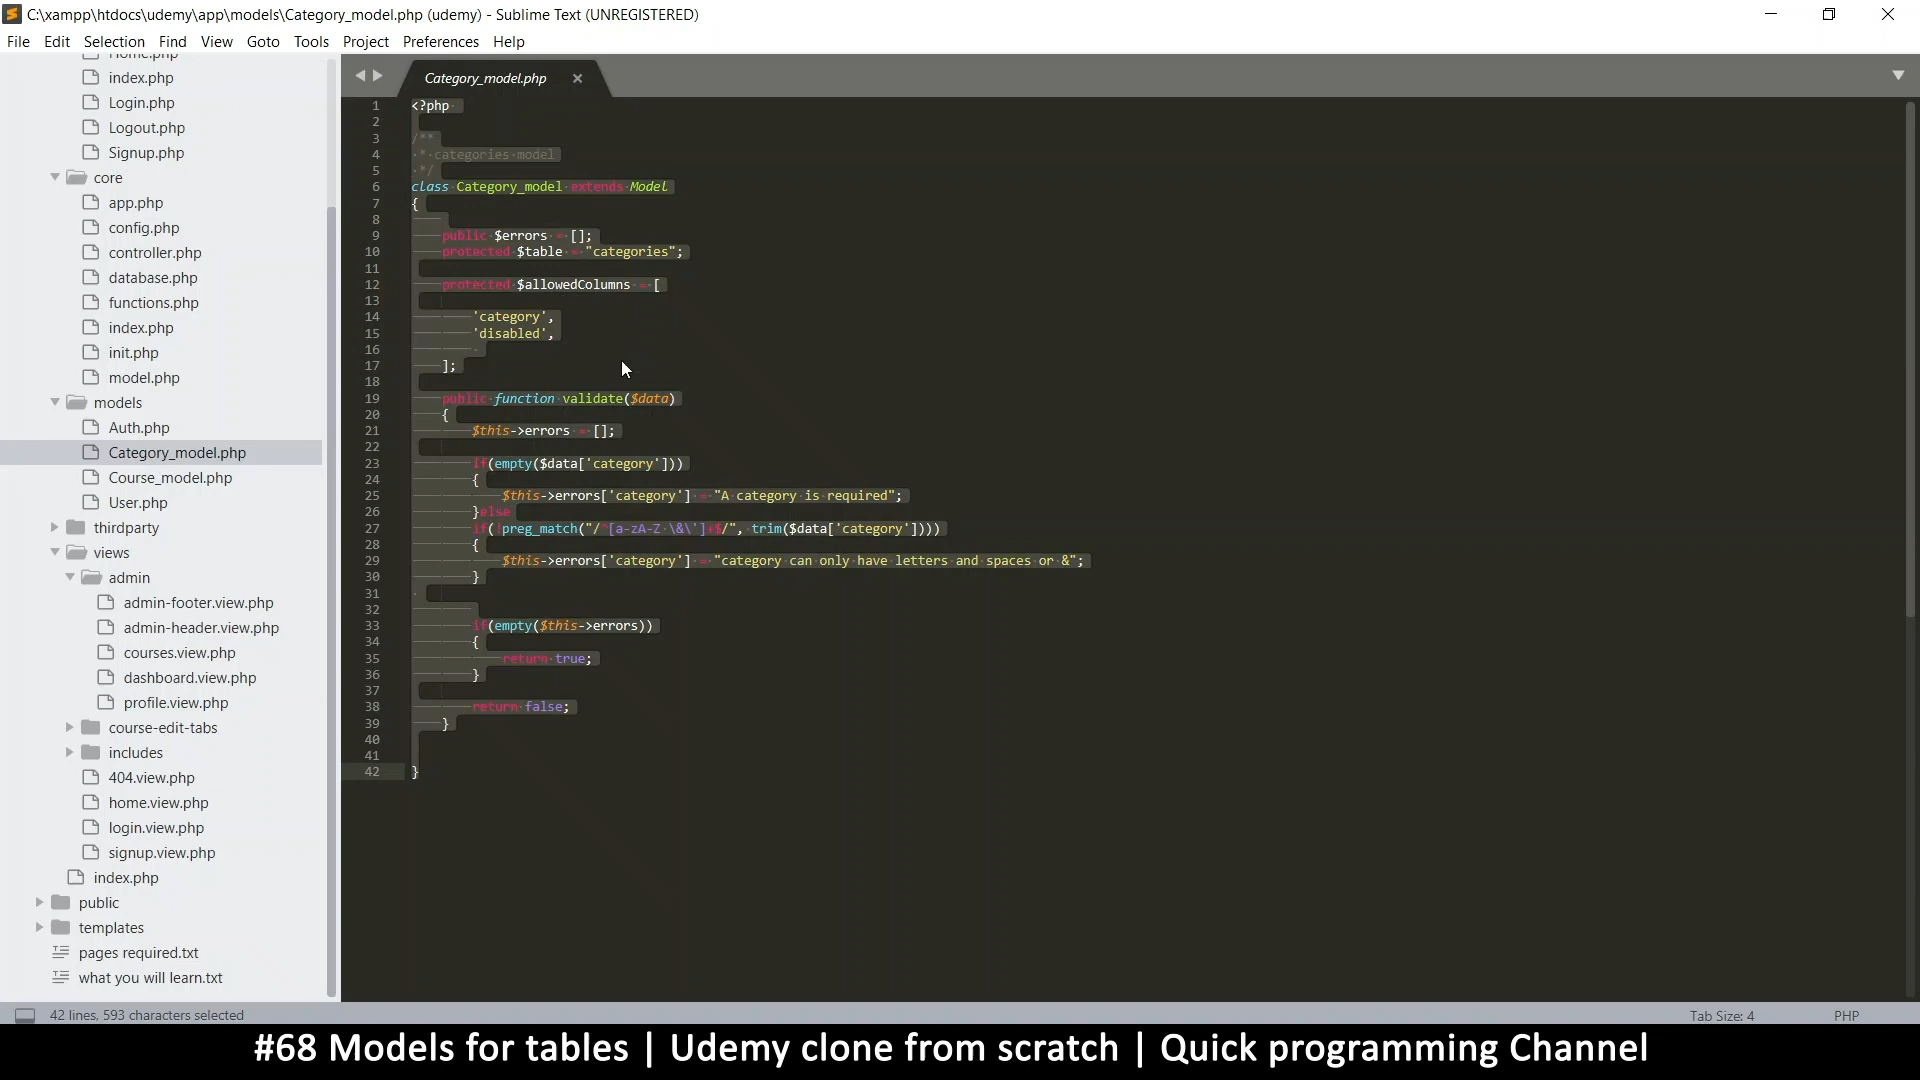 C:\xampp\htdocs\udemy\app\models\Category_model.php (udemy) - Sublime Text (UNREGISTERED)
File Edit Selection Find View Goto Tools Project Preferences Help
Home.php
index.php
Login.php
Logout.php
Signup.php
core
app.php
config.php
controller.php
database.php
functions.php
index.php
init.php
model.php
models
Auth.php
Category_model.php
Course_model.php
User.php
thirdparty
views
admin
admin-footer.view.php
admin-header.view.php
courses.view.php
dashboard.view.php
profile.view.php
course-edit-tabs
includes
404.view.php
home.view.php
login.view.php
signup.view.php
index.php
public
templates
pages required.txt
what you will learn.txt
Category_model.php
1 <?php
2
3 /**
4 * categories model
5 */
6 class Category_model extends Model
7 {
8
9 public $errors = [];
10 protected $table = "categories";
11
12 protected $allowedColumns = [
13
14 'category',
15 'disabled',
16
17 ];
18
19 public function validate($data)
20 {
21 $this->errors = [];
22
23 if(empty($data['category']))
24 {
25 $this->errors['category'] = "A category is required";
26 }else
27 if(!preg_match("/^[a-zA-Z \&\']+$/", trim($data['category'])))
28 {
29 $this->errors['category'] = "category can only have letters and spaces or &";
30 }
31
32
33 if(empty($this->errors))
34 {
35 return true;
36 }
37
38 return false;
39 }
40
41
42 }
42 lines, 593 characters selected
Tab Size: 4
PHP
#68 Models for tables | Udemy clone from scratch | Quick programming Channel